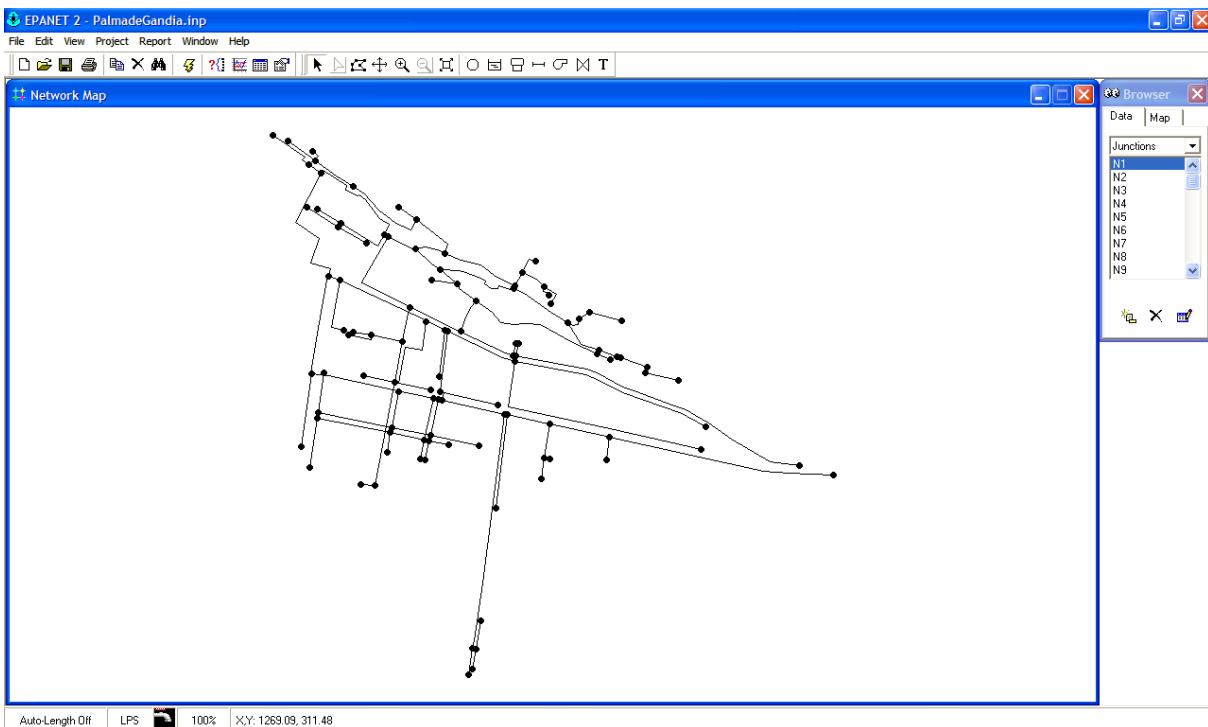 EPANET 2 - PalmadeGandia.inp
File Edit View Project Report Window Help
T
Network Map
Browser
Data Map
Junctions
N1
N2
N3
N4
N5
N6
N7
N8
N9
Auto-Length Off LPS 100% X,Y: 1269.09, 311.48